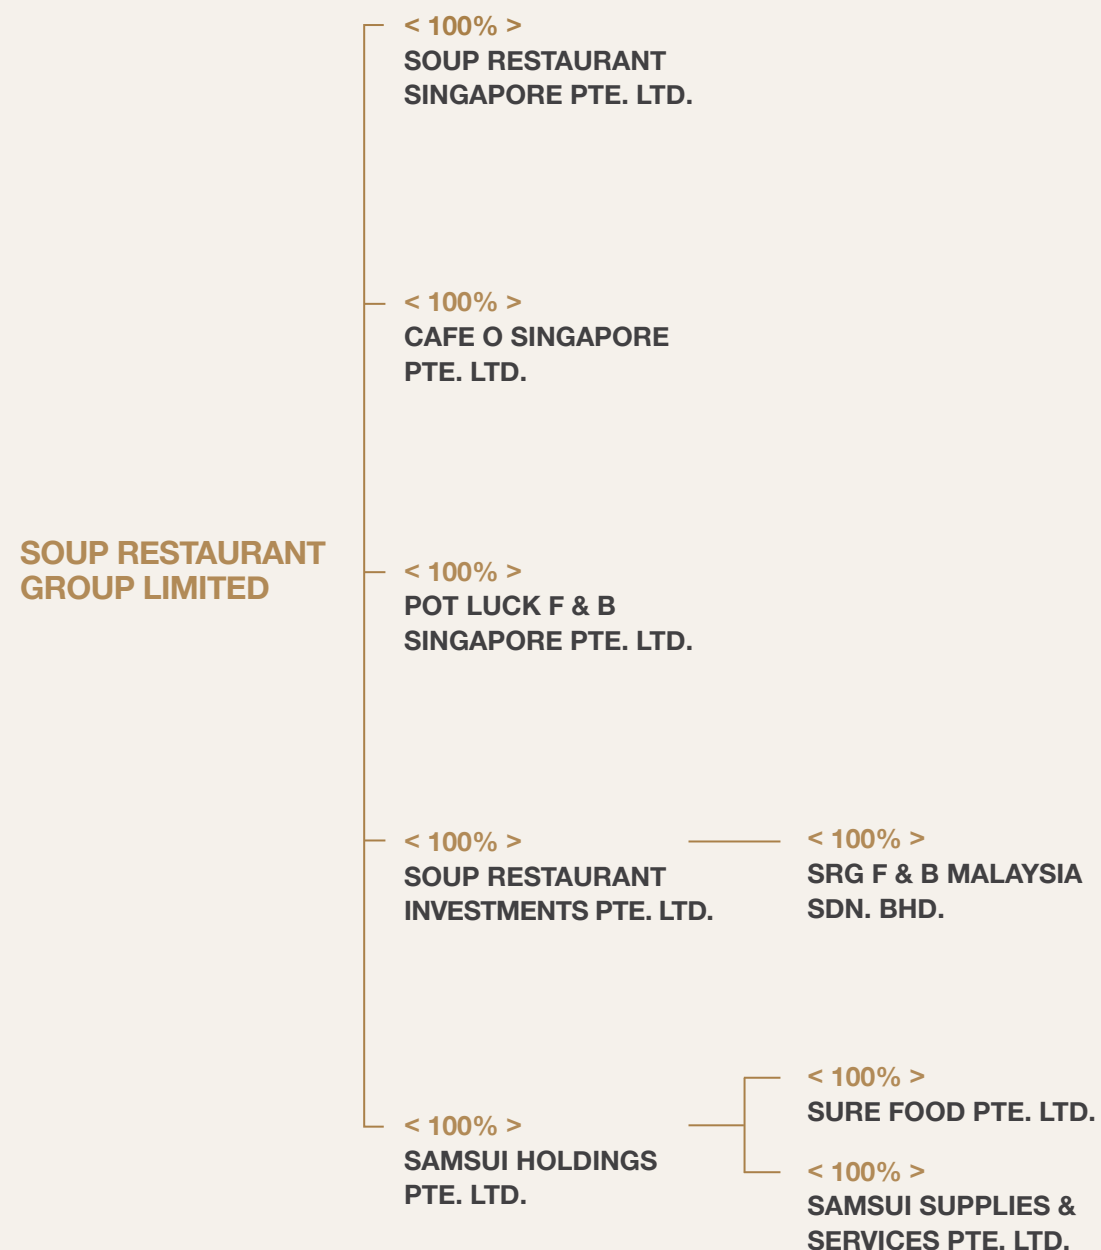 SOUP RESTAURANT
GROUP LIMITED
< 100% >
SOUP RESTAURANT
SINGAPORE PTE. LTD.
< 100% >
CAFE O SINGAPORE
PTE. LTD.
< 100% >
POT LUCK F & B
SINGAPORE PTE. LTD.
< 100% >
SOUP RESTAURANT
INVESTMENTS PTE. LTD.
< 100% >
SRG F & B MALAYSIA
SDN. BHD.
< 100% >
SAMSUI HOLDINGS
PTE. LTD.
< 100% >
SURE FOOD PTE. LTD.
< 100% >
SAMSUI SUPPLIES &
SERVICES PTE. LTD.